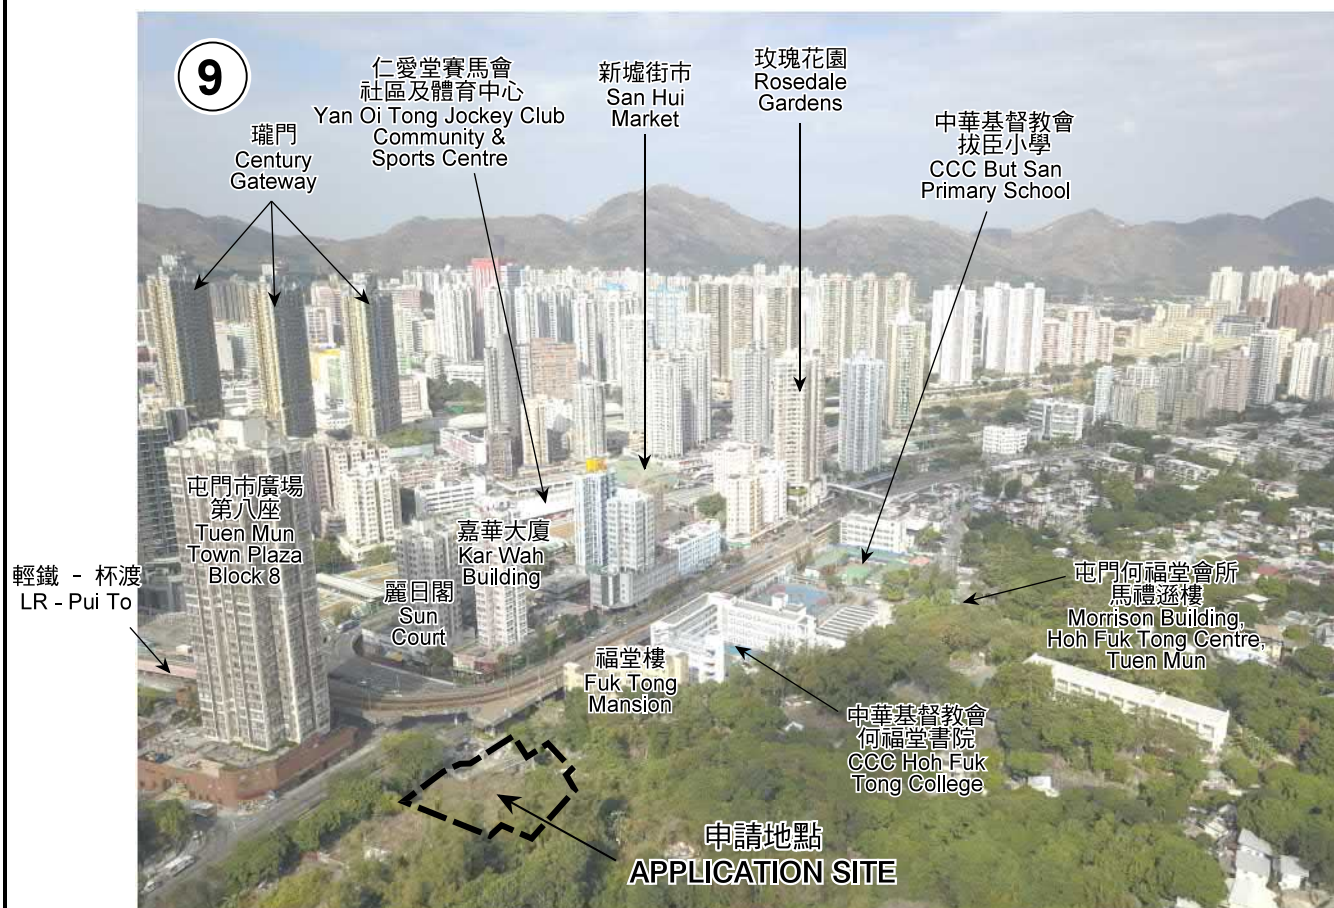 9
瓏門
Century
Gateway
仁愛堂賽馬會
社區及體育中心
Yan Oi Tong Jockey Club
Community &
Sports Centre
新墟街市
San Hui
Market
玫瑰花園
Rosedale
Gardens
中華基督教會
拔臣小學
CCC But San
Primary School
屯門市廣場
第八座
Tuen Mun
Town Plaza
Block 8
輕鐵 - 杯渡
LR - Pui To
麗日閣
Sun
Court
嘉華大廈
Kar Wah
Building
福堂樓
Fuk Tong
Mansion
屯門何福堂會所
馬禮遜樓
Morrison Building,
Hoh Fuk Tong Centre,
Tuen Mun
中華基督教會
何福堂書院
CCC Hoh Fuk
Tong College
申請地點
APPLICATION SITE